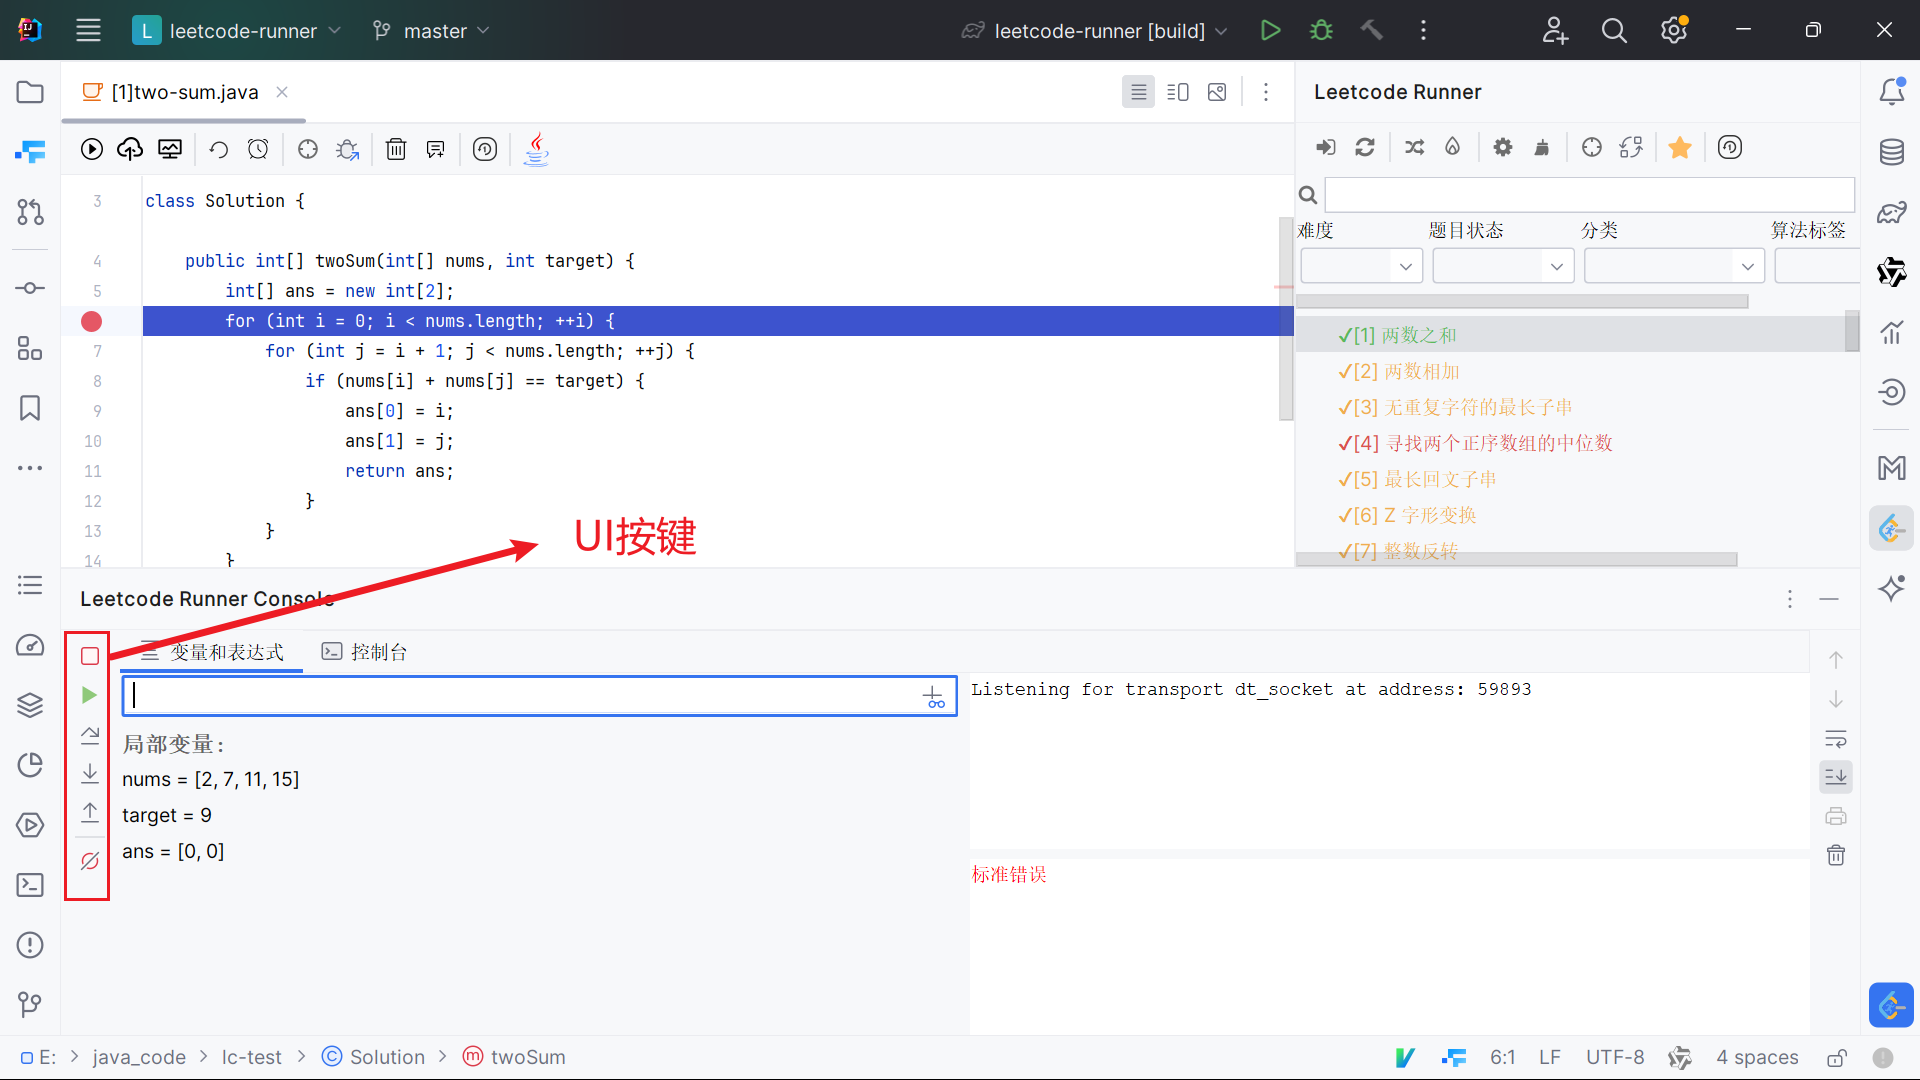 L leetcode-runner
master
leetcode-runner [build]
[1]two-sum.java
Leetcode Runner
3 class Solution {
4 public int[] twoSum(int[] nums, int target) {
5 int[] ans = new int[2];
for (int i = 0; i < nums.length; ++i) {
7 for (int j = i + 1; j < nums.length; ++j) {
8 if (nums[i] + nums[j] == target) {
9 ans[0] = i;
10 ans[1] = j;
11 return ans;
12 }
13 }
14 }
难度 题目状态 分类 算法标签
✓[1] 两数之和
✓[2] 两数相加
✓[3] 无重复字符的最长子串
✓[4] 寻找两个正序数组的中位数
✓[5] 最长回文子串
✓[6] Z 字形变换
✓[7] 整数反转
UI按键
Leetcode Runner Console
变量和表达式 控制台
局部变量:
nums = [2, 7, 11, 15]
target = 9
ans = [0, 0]
Listening for transport dt_socket at address: 59893
标准错误
E: > java_code > lc-test > Solution > twoSum
6:1 LF UTF-8 4 spaces